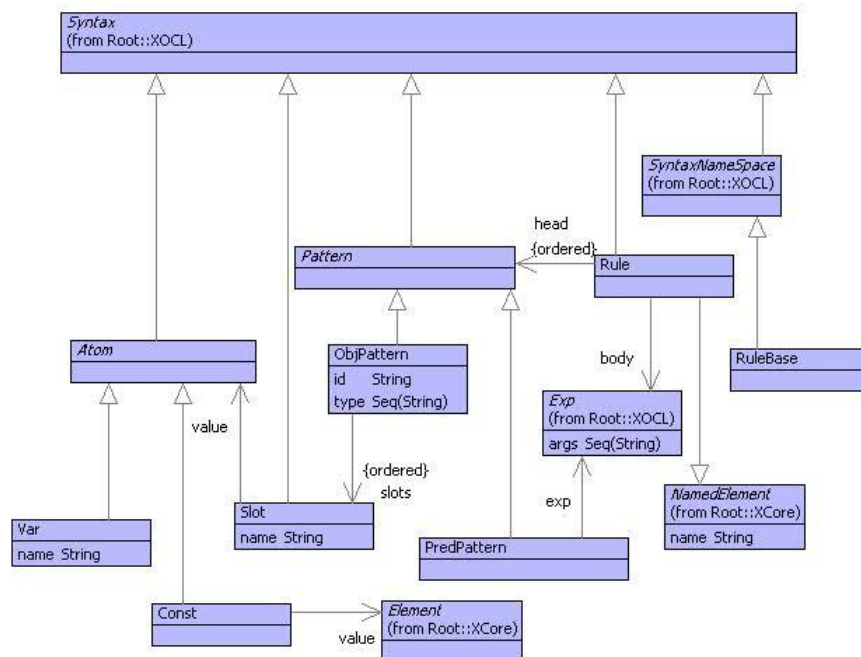 Syntax
(from Root::XOCL)
SyntaxNameSpace
(from Root::XOCL)
head
{ordered}
Pattern
Rule
ObjPattern
id String
type Seq(String)
body
RuleBase
Atom
value
Exp
(from Root::XOCL)
args Seq(String)
{ordered}
slots
exp
NamedElement
(from Root::XCore)
name String
Var
name String
Slot
name String
PredPattern
Const
value
Element
(from Root::XCore)